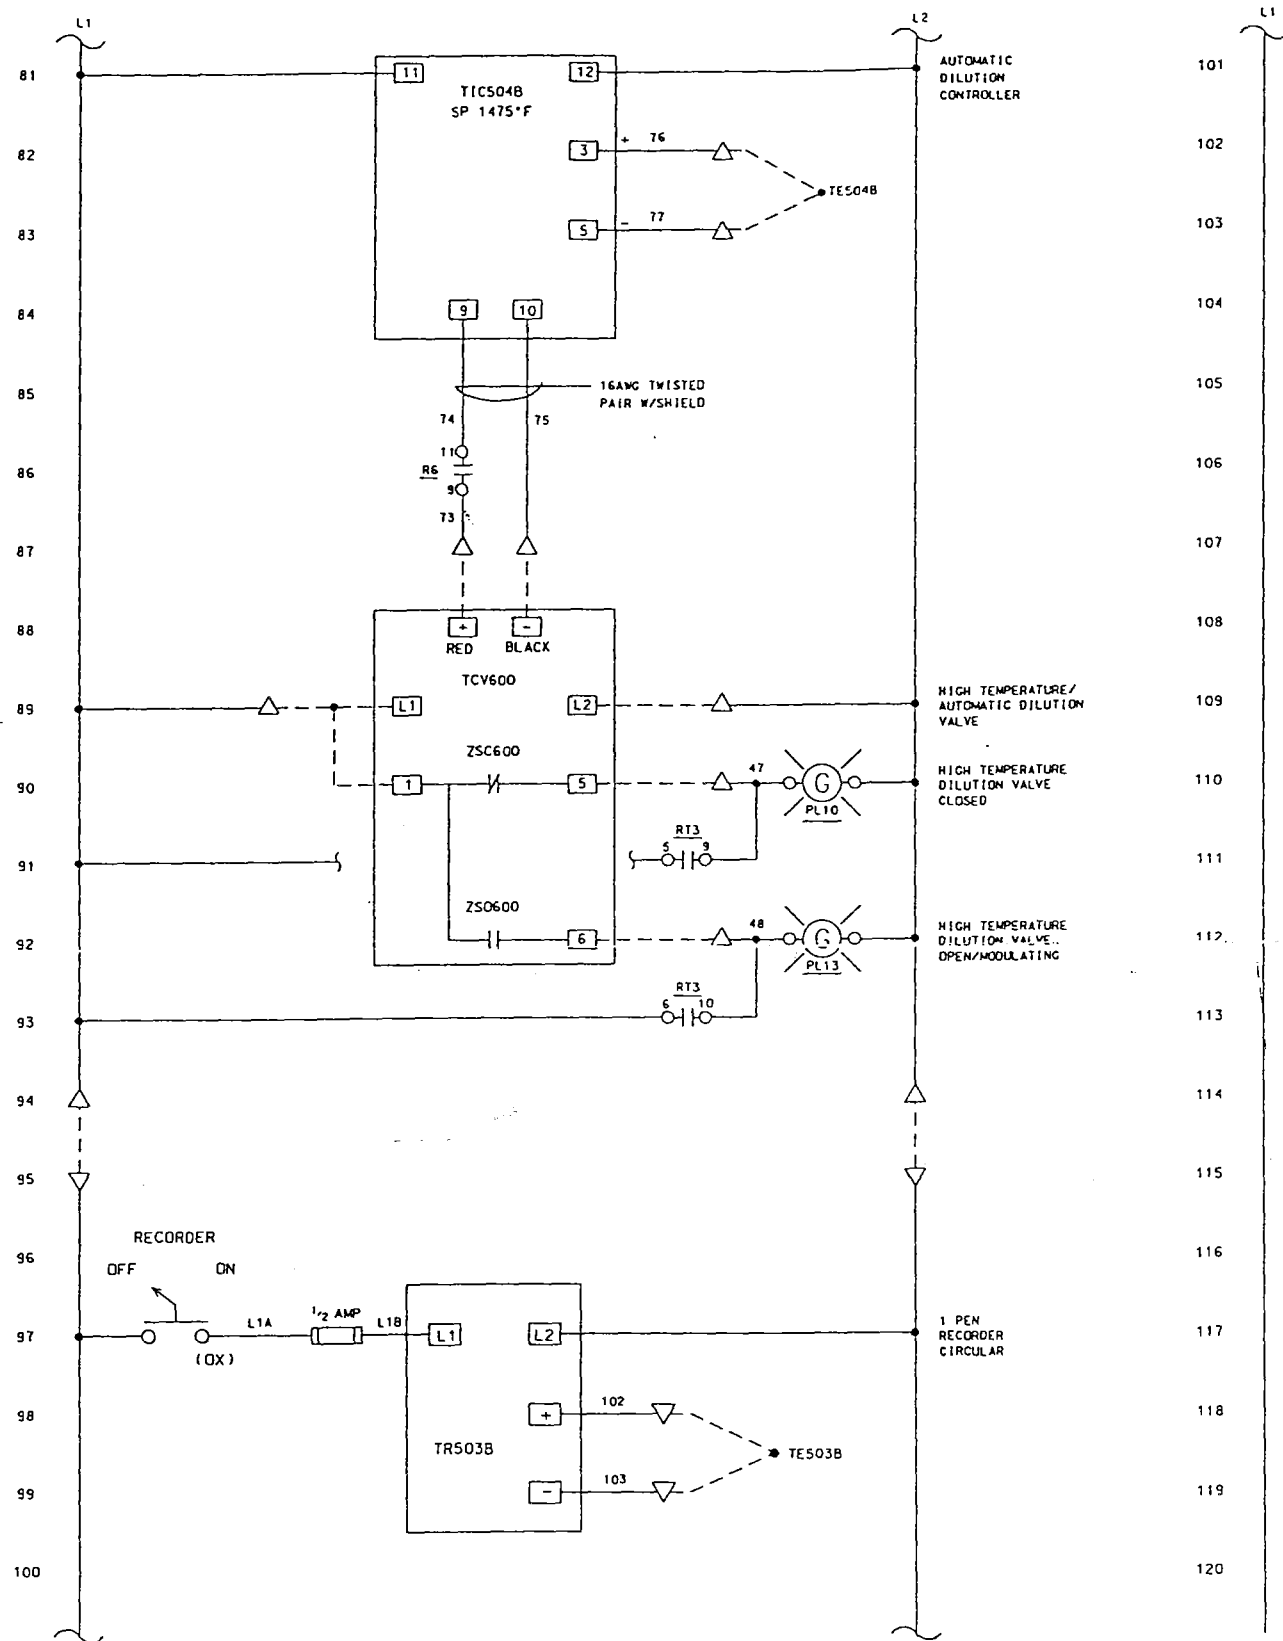 L1
L2
L1
81
11
TIC504B
SP 1475°F
12
AUTOMATIC
DILUTION
CONTROLLER
101
82
3
+
76
TE504B
102
83
5
-
77
103
84
9
10
104
85
16AWG TWISTED
PAIR W/SHIELD
105
74
75
86
R6
11
9
106
73
87
107
88
+
-
RED
BLACK
108
TCV600
89
L1
L2
HIGH TEMPERATURE/
AUTOMATIC DILUTION
VALVE
109
ZSC600
90
1
5
47
G
PL10
HIGH TEMPERATURE
DILUTION VALVE
CLOSED
110
RT3
91
5
9
111
ZSO600
92
6
48
G
PL13
HIGH TEMPERATURE
DILUTION VALVE
OPEN/MODULATING
112
RT3
93
6
10
113
94
114
95
115
RECORDER
96
OFF
ON
116
97
L1A
1/2 AMP
L1B
L1
L2
1 PEN
RECORDER
CIRCULAR
117
(OX)
98
+
102
118
TR503B
TE503B
99
-
103
119
100
120